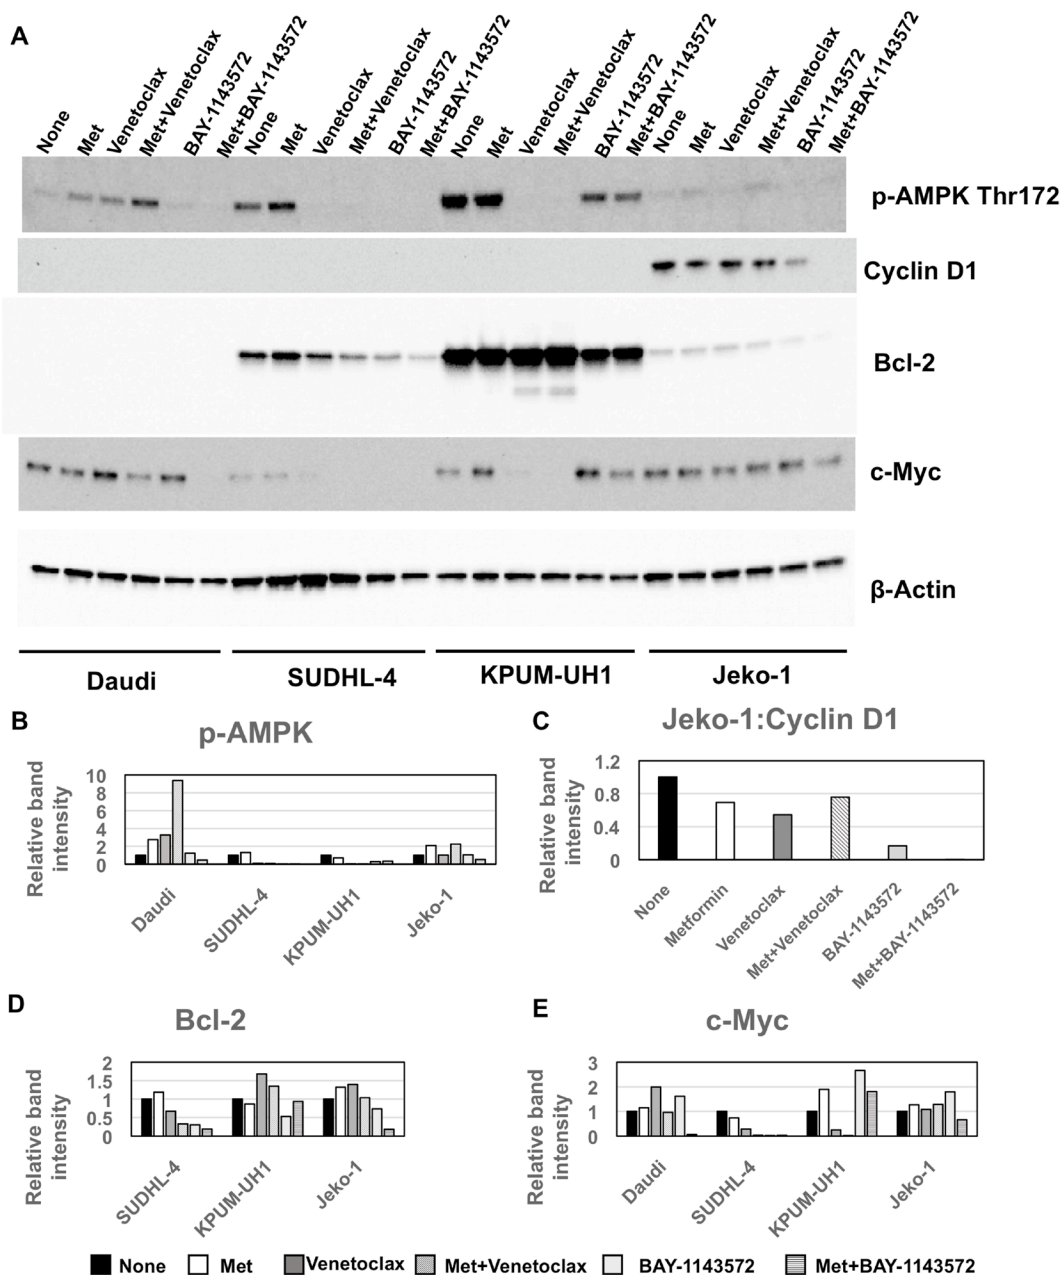 A
None
Met
Venetoclax
Met+Venetoclax
BAY-1143572
Met+BAY-1143572
None
Met
Venetoclax
Met+Venetoclax
BAY-1143572
Met+BAY-1143572
None
Met
Venetoclax
Met+Venetoclax
BAY-1143572
Met+BAY-1143572
None
Met
Venetoclax
Met+Venetoclax
BAY-1143572
Met+BAY-1143572
p-AMPK Thr172
Cyclin D1
Bcl-2
c-Myc
β-Actin
Daudi
SUDHL-4
KPUM-UH1
Jeko-1
B
p-AMPK
Relative band
intensity
10
8
6
4
2
0
Daudi
SUDHL-4
KPUM-UH1
Jeko-1
C
Jeko-1:Cyclin D1
Relative band
intensity
1.2
0.8
0.4
0
None
Metformin
Venetoclax
Met+Venetoclax
BAY-1143572
Met+BAY-1143572
D
Bcl-2
Relative band
intensity
2
1.5
1
0.5
0
SUDHL-4
KPUM-UH1
Jeko-1
E
c-Myc
Relative band
intensity
3
2
1
0
Daudi
SUDHL-4
KPUM-UH1
Jeko-1
None
Met
Venetoclax
Met+Venetoclax
BAY-1143572
Met+BAY-1143572